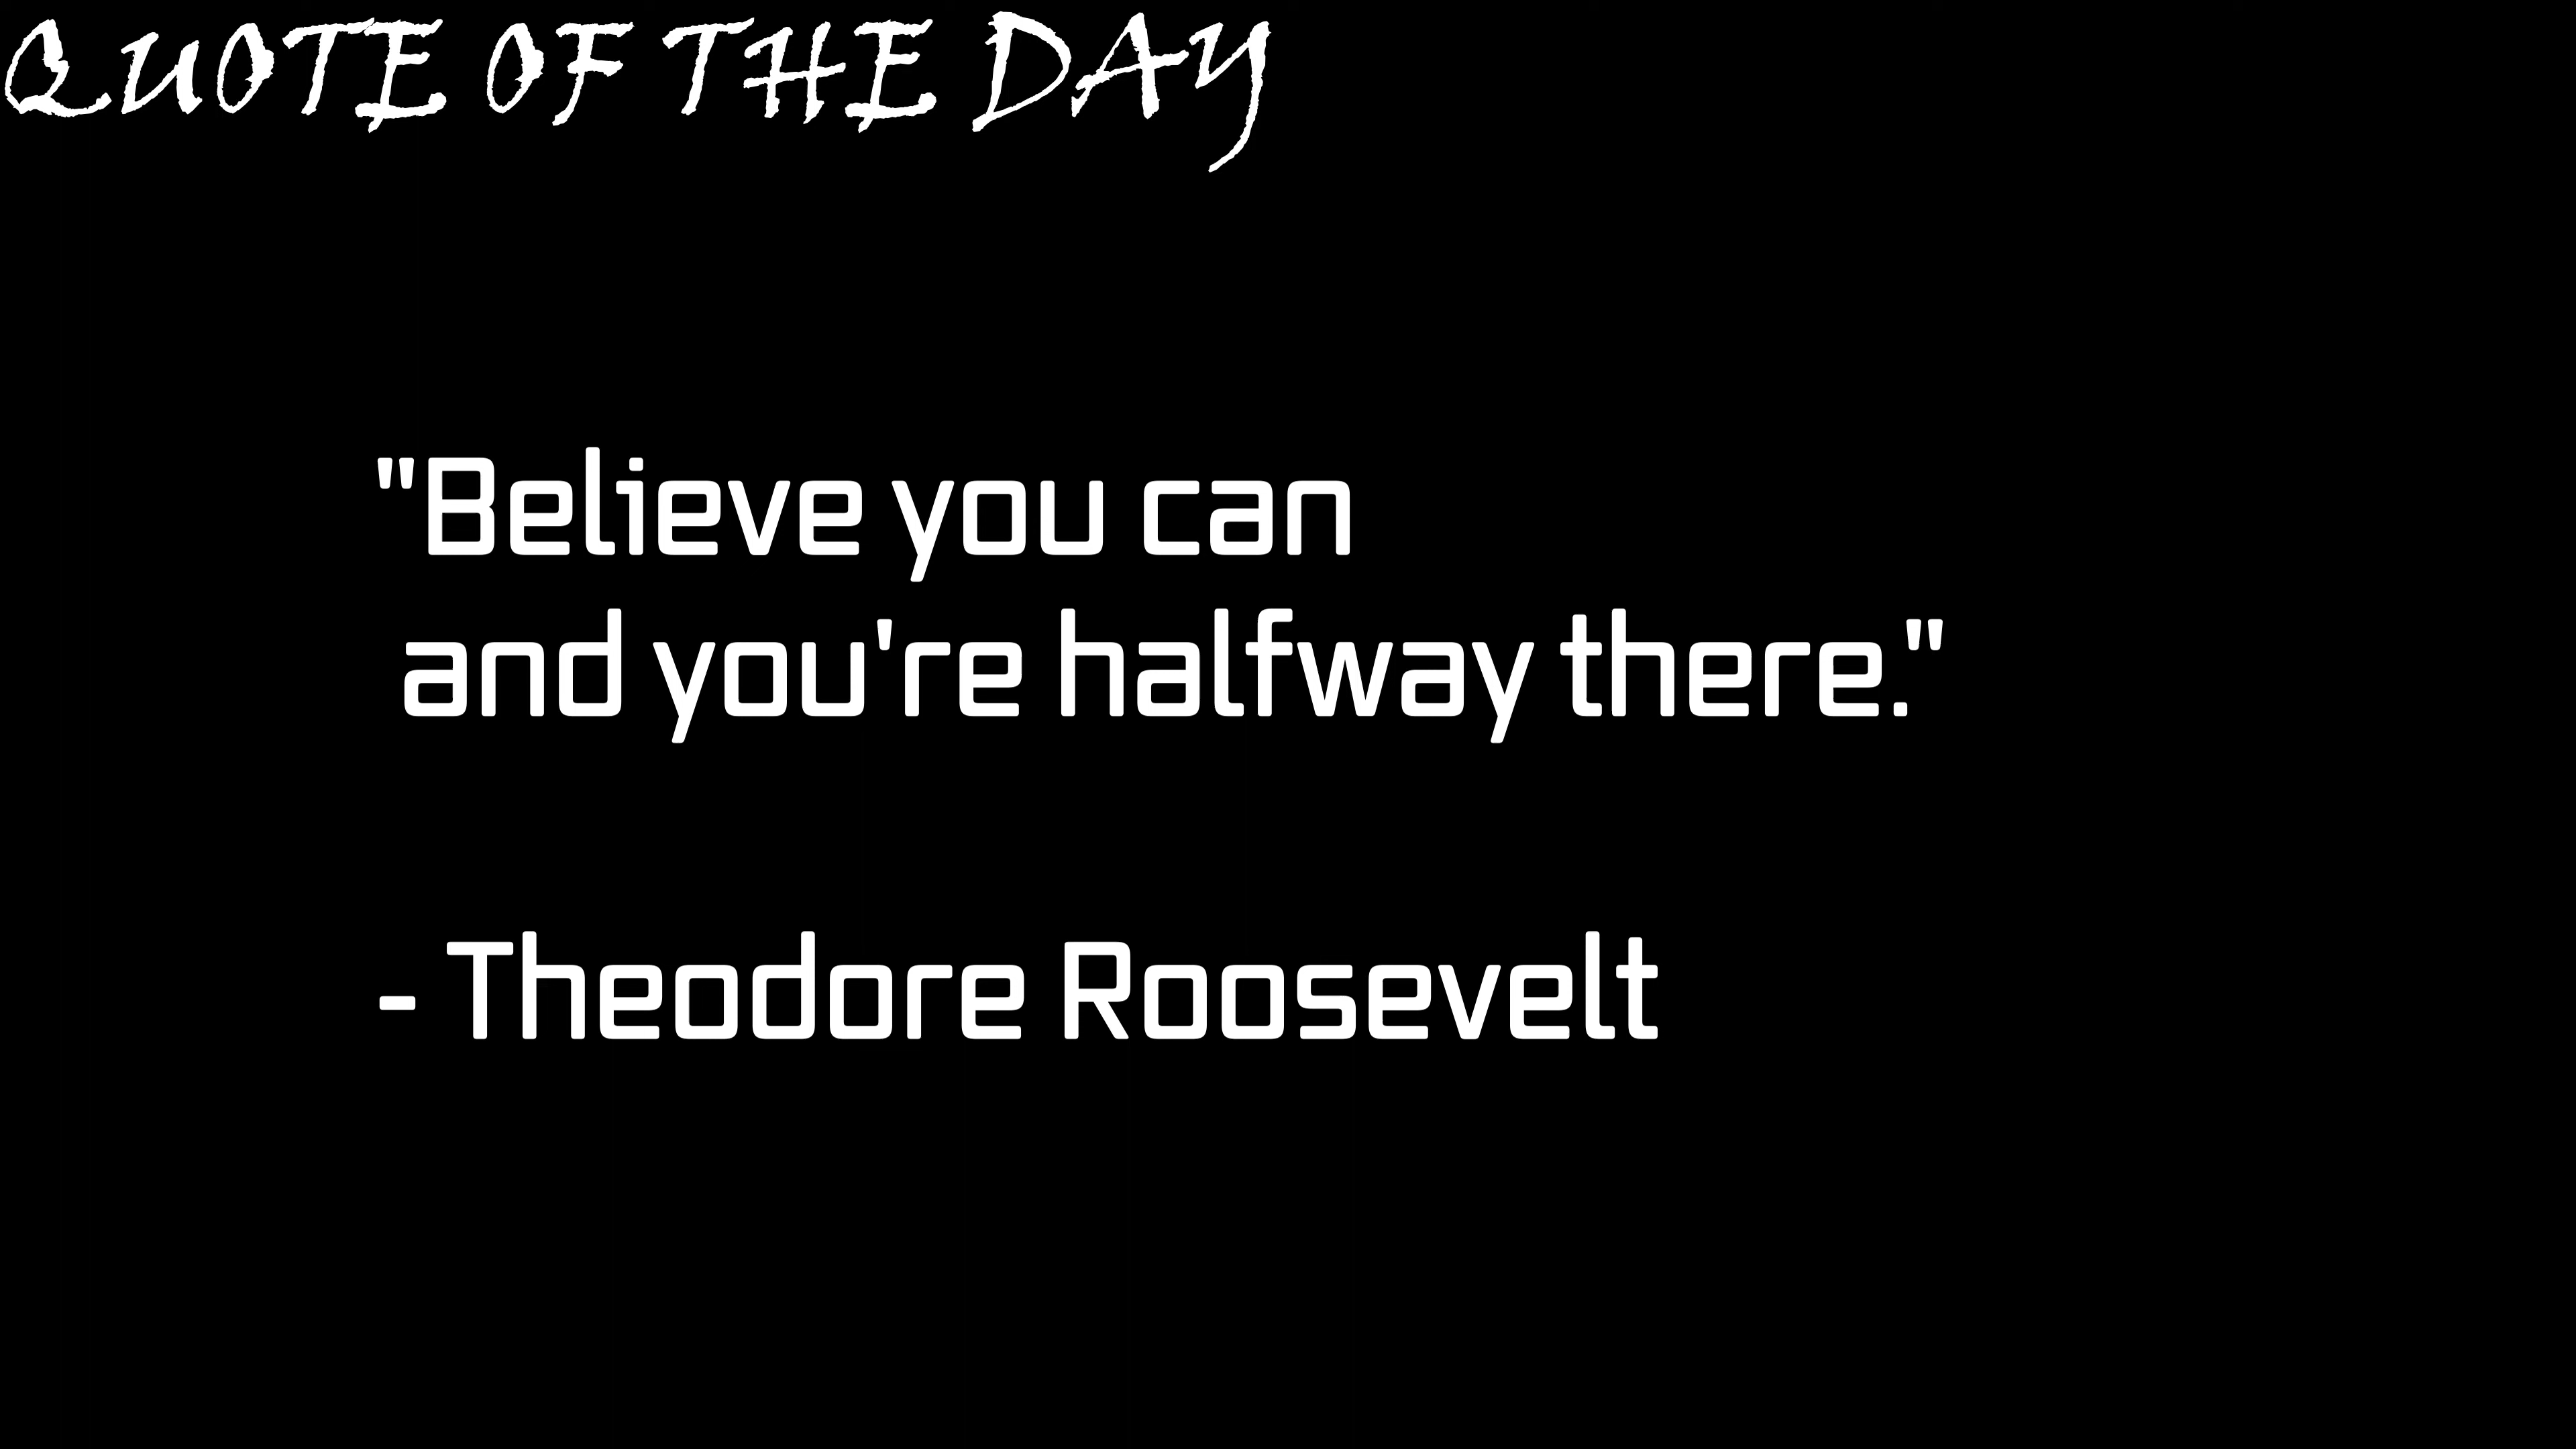 QUOTE OF THE DAY
"Believe you can
and you're halfway there."
- Theodore Roosevelt